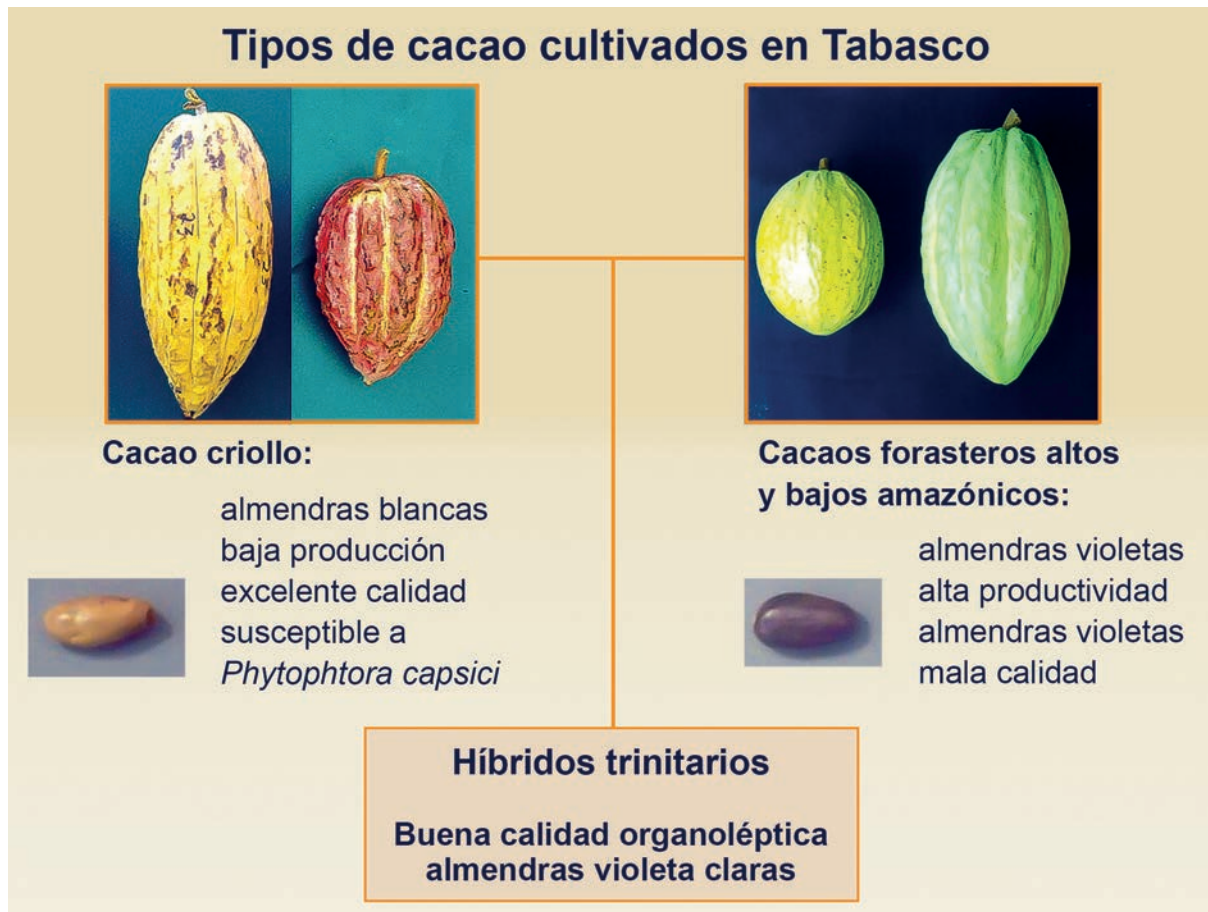 Tipos de cacao cultivados en Tabasco
Cacao criollo:
almendras blancas
baja producción
excelente calidad
susceptible a
Phytophtora capsici
Cacaos forasteros altos
y bajos amazónicos:
almendras violetas
alta productividad
almendras violetas
mala calidad
Híbridos trinitarios
Buena calidad organoléptica
almendras violeta claras